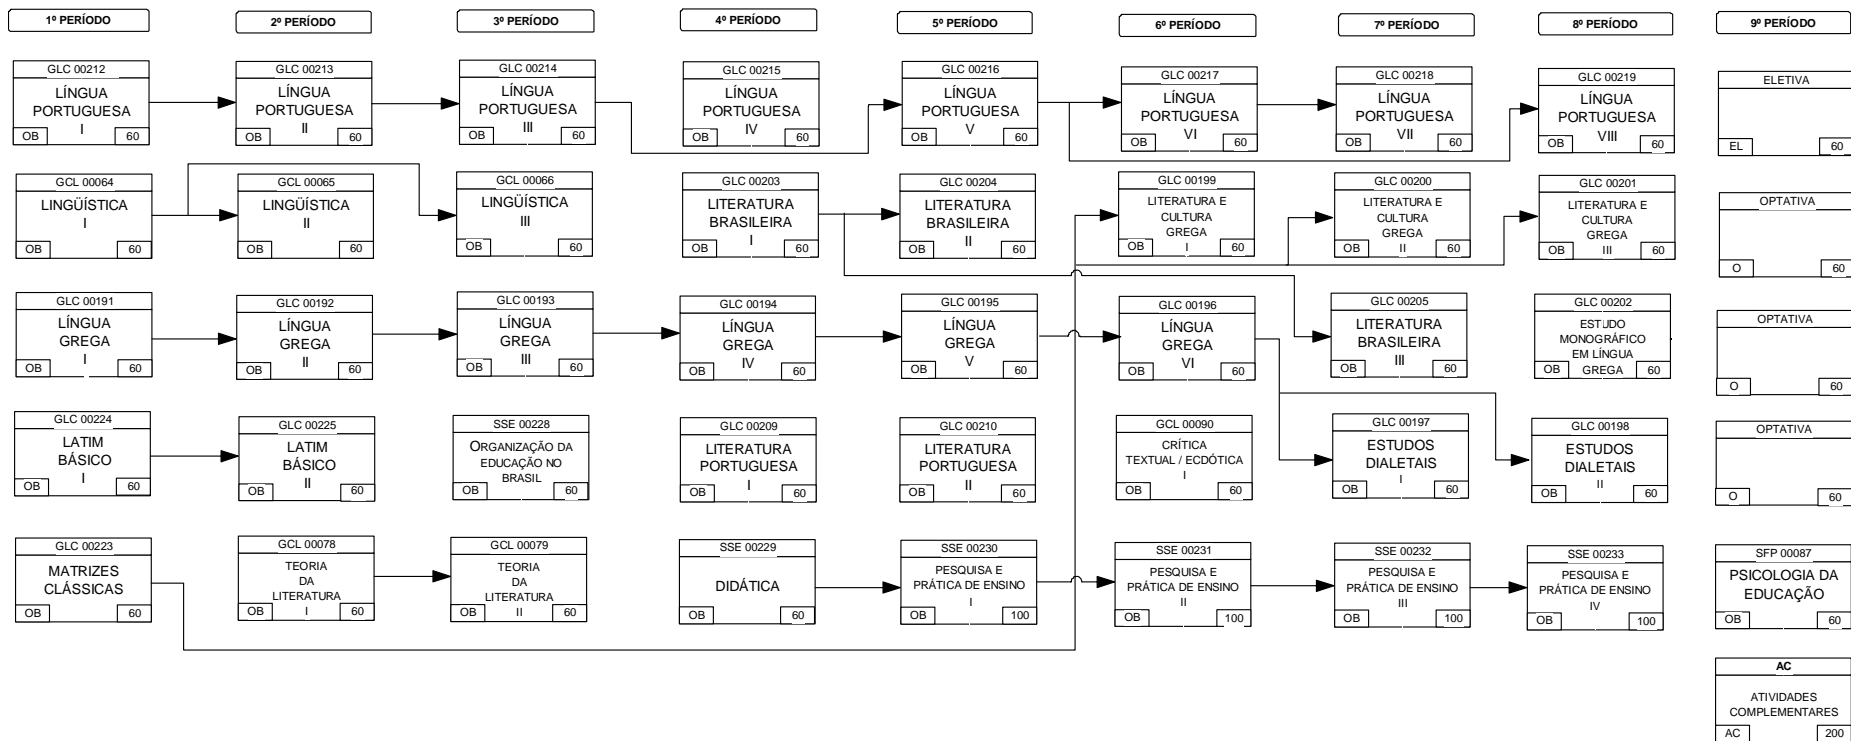 1º PERÍODO
2º PERÍODO
3º PERÍODO
4º PERÍODO
5º PERÍODO
6º PERÍODO
7º PERÍODO
8º PERÍODO
9º PERÍODO
GLC 00212
LÍNGUA
PORTUGUESA
I
OB 60
GLC 00213
LÍNGUA
PORTUGUESA
II
OB 60
GLC 00214
LÍNGUA
PORTUGUESA
III
OB 60
GLC 00215
LÍNGUA
PORTUGUESA
IV
OB 60
GLC 00216
LÍNGUA
PORTUGUESA
V
OB 60
GLC 00217
LÍNGUA
PORTUGUESA
VI
OB 60
GLC 00218
LÍNGUA
PORTUGUESA
VII
OB 60
GLC 00219
LÍNGUA
PORTUGUESA
VIII
OB 60
ELETIVA
EL 60
GCL 00064
LINGÜÍSTICA
I
OB 60
GCL 00065
LINGÜÍSTICA
II
OB 60
GCL 00066
LINGÜÍSTICA
III
OB 60
GLC 00203
LITERATURA
BRASILEIRA
I
OB 60
GLC 00204
LITERATURA
BRASILEIRA
II
OB 60
GLC 00199
LITERATURA E
CULTURA
GREGA
OB I 60
GLC 00200
LITERATURA E
CULTURA
GREGA
OB II 60
GLC 00201
LITERATURA E
CULTURA
GREGA
OB III 60
OPTATIVA
O 60
GLC 00191
LÍNGUA
GREGA
I
OB 60
GLC 00192
LÍNGUA
GREGA
II
OB 60
GLC 00193
LÍNGUA
GREGA
III
OB 60
GLC 00194
LÍNGUA
GREGA
IV
OB 60
GLC 00195
LÍNGUA
GREGA
V
OB 60
GLC 00196
LÍNGUA
GREGA
VI
OB 60
GLC 00205
LITERATURA
BRASILEIRA
III
OB 60
GLC 00202
ESTUDO
MONOGRÁFICO
EM LÍNGUA
OB GREGA 60
OPTATIVA
O 60
GLC 00224
LATIM
BÁSICO
I
OB 60
GLC 00225
LATIM
BÁSICO
II
OB 60
SSE 00228
ORGANIZAÇÃO DA
EDUCAÇÃO NO
BRASIL
OB 60
GLC 00209
LITERATURA
PORTUGUESA
I
OB 60
GLC 00210
LITERATURA
PORTUGUESA
II
OB 60
GCL 00090
CRÍTICA
TEXTUAL / ECDÓTICA
I
OB 60
GLC 00197
ESTUDOS
DIALETAIS
I
OB 60
GLC 00198
ESTUDOS
DIALETAIS
II
OB 60
OPTATIVA
O 60
GLC 00223
MATRIZES
CLÁSSICAS
OB 60
GCL 00078
TEORIA
DA
LITERATURA
OB I 60
GCL 00079
TEORIA
DA
LITERATURA
OB II 60
SSE 00229
DIDÁTICA
OB 60
SSE 00230
PESQUISA E
PRÁTICA DE ENSINO
I
OB 100
SSE 00231
PESQUISA E
PRÁTICA DE ENSINO
II
OB 100
SSE 00232
PESQUISA E
PRÁTICA DE ENSINO
III
OB 100
SSE 00233
PESQUISA E
PRÁTICA DE ENSINO
IV
OB 100
SFP 00087
PSICOLOGIA DA
EDUCAÇÃO
OB 60
AC
ATIVIDADES
COMPLEMENTARES
AC 200